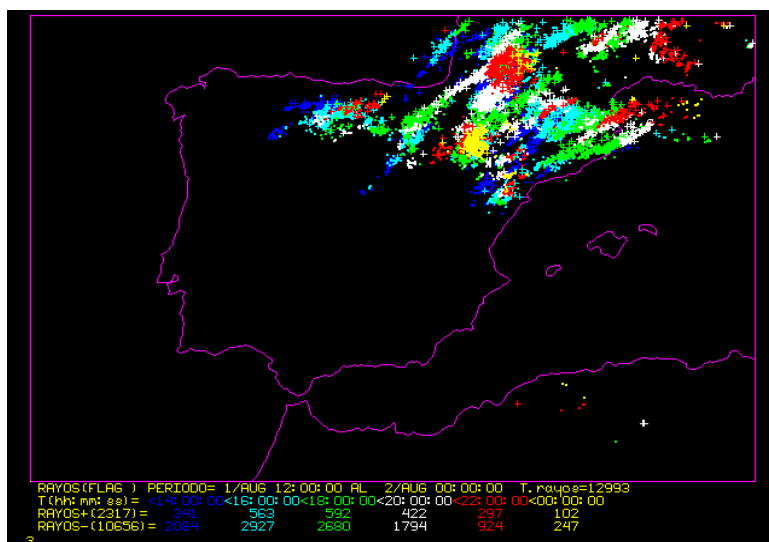 RAYOS(FLAG ) PERIODO= 1/AUG 12:00:00 AL 2/AUG 00:00:00 T.rayos=12993
T(hh:mm:ss)= <14:00:00<16:00:00<18:00:00<20:00:00<22:00:00<00:00:00
RAYOS+(2317)= 341 563 592 422 297 102
RAYOS-(10656)= 2084 2927 2680 1794 924 247
3